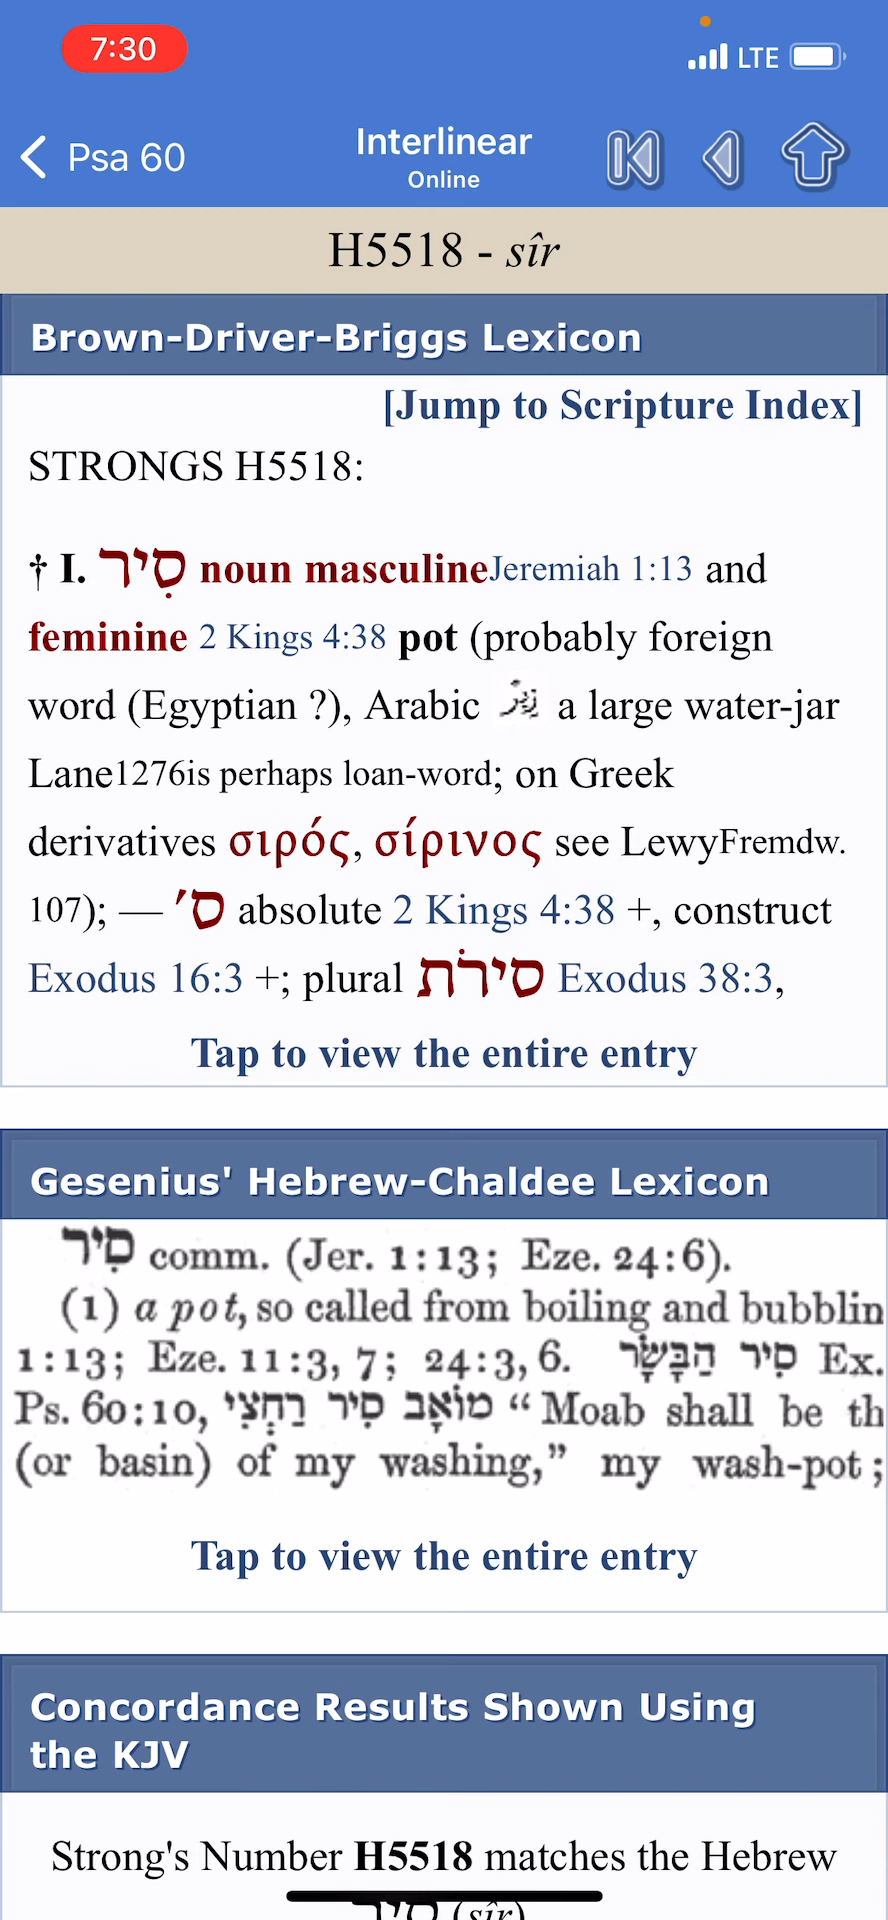 7:30
LTE
Psa 60
Interlinear
Online
H5518 - sîr
Brown-Driver-Briggs Lexicon
[Jump to Scripture Index]
STRONGS H5518:
† I. סִיר noun masculineJeremiah 1:13 and
feminine 2 Kings 4:38 pot (probably foreign
word (Egyptian ?), Arabic a large water-jar
Lane1276is perhaps loan-word; on Greek
derivatives σιρός, σίρινος see LewyFremdw.
107); — ס׳ absolute 2 Kings 4:38 +, construct
Exodus 16:3 +; plural סירֹת Exodus 38:3,
Tap to view the entire entry
Gesenius' Hebrew-Chaldee Lexicon
סִיר comm. (Jer. 1:13; Eze. 24:6).
(1) a pot, so called from boiling and bubblin
1:13; Eze. 11:3, 7; 24:3, 6. סִיר הַבָּשָׂר Ex.
Ps. 60:10, מוֹאָב סִיר רַחְצִי “Moab shall be th
(or basin) of my washing,” my wash-pot;
Tap to view the entire entry
Concordance Results Shown Using
the KJV
Strong's Number H5518 matches the Hebrew
סיר (sîr)